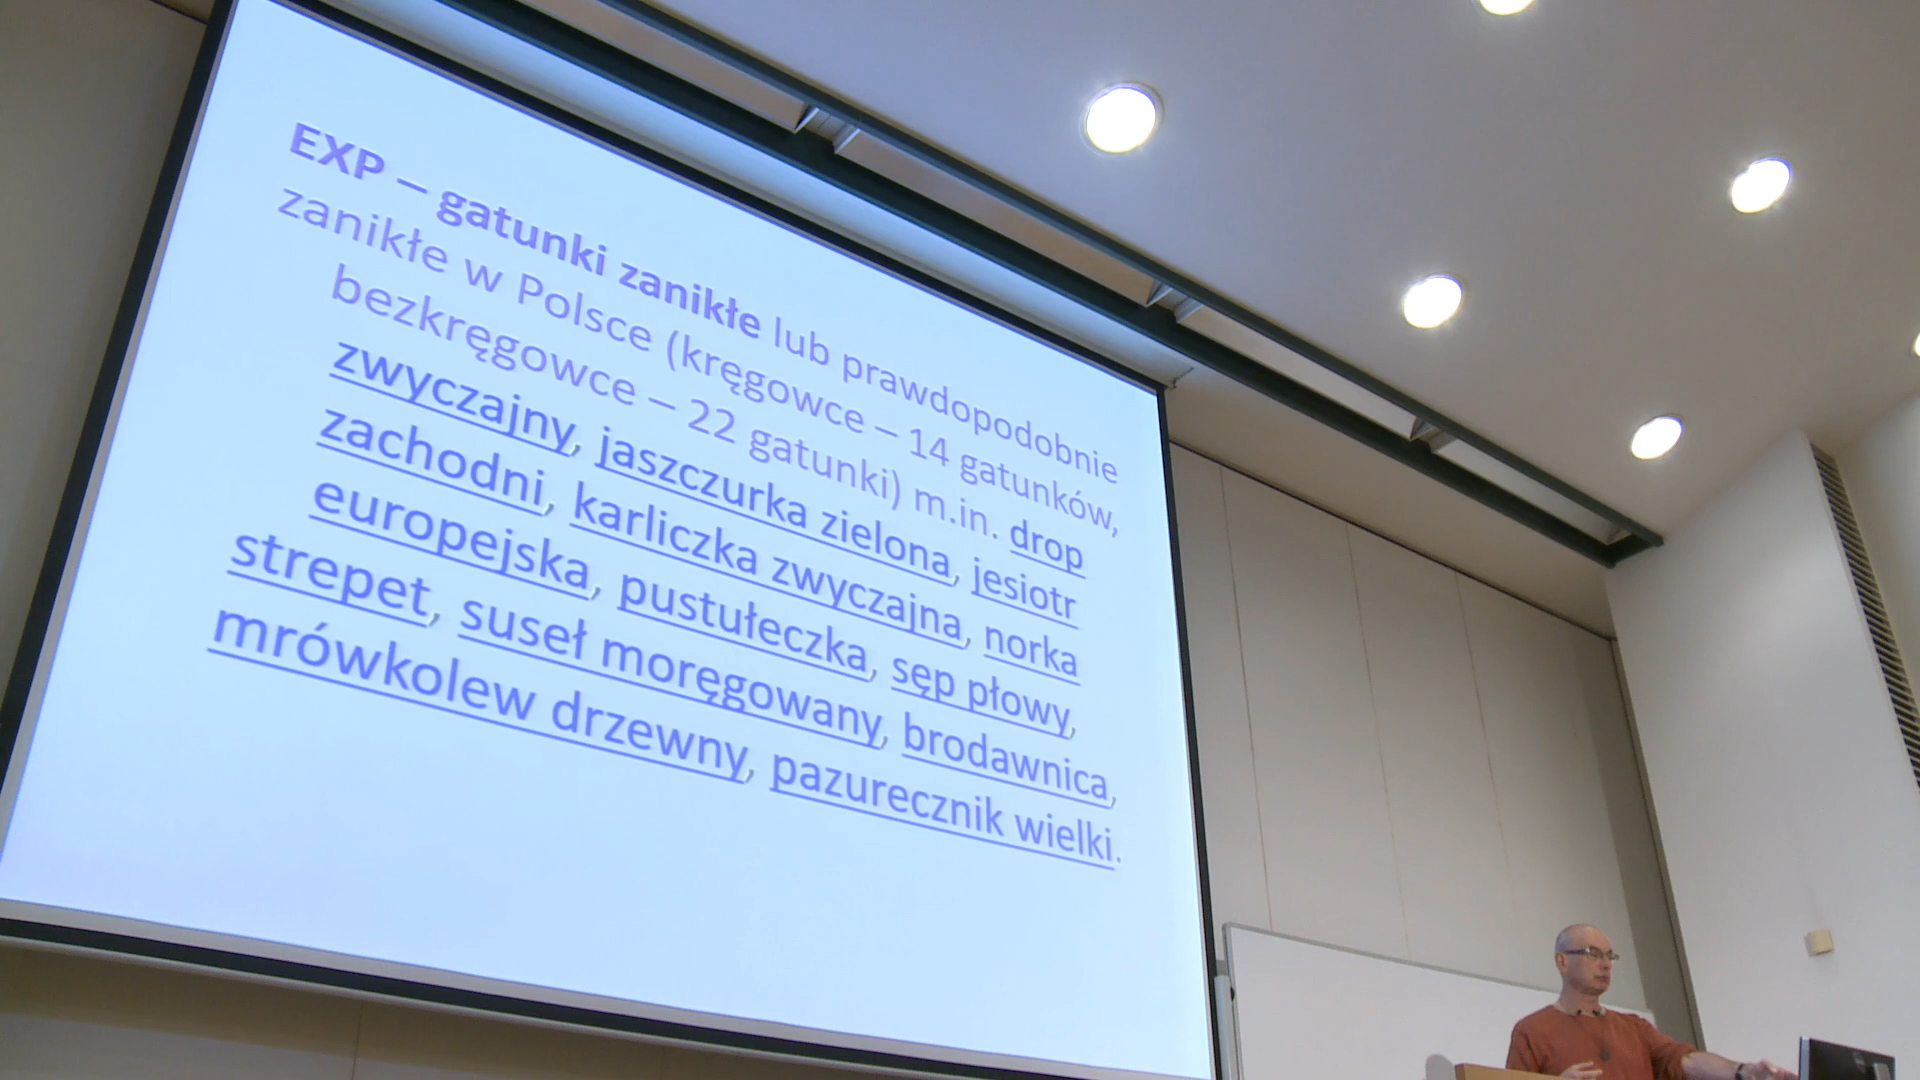 EXP – gatunki zanikłe lub prawdopodobnie
zanikłe w Polsce (kręgowce – 14 gatunków,
bezkręgowce – 22 gatunki) m.in. drop
zwyczajny, jaszczurka zielona, jesiotr
zachodni, karliczka zwyczajna, norka
europejska, pustułeczka, sęp płowy,
strepet, suseł moręgowany, brodawnica,
mrówkolew drzewny, pazurecznik wielki.